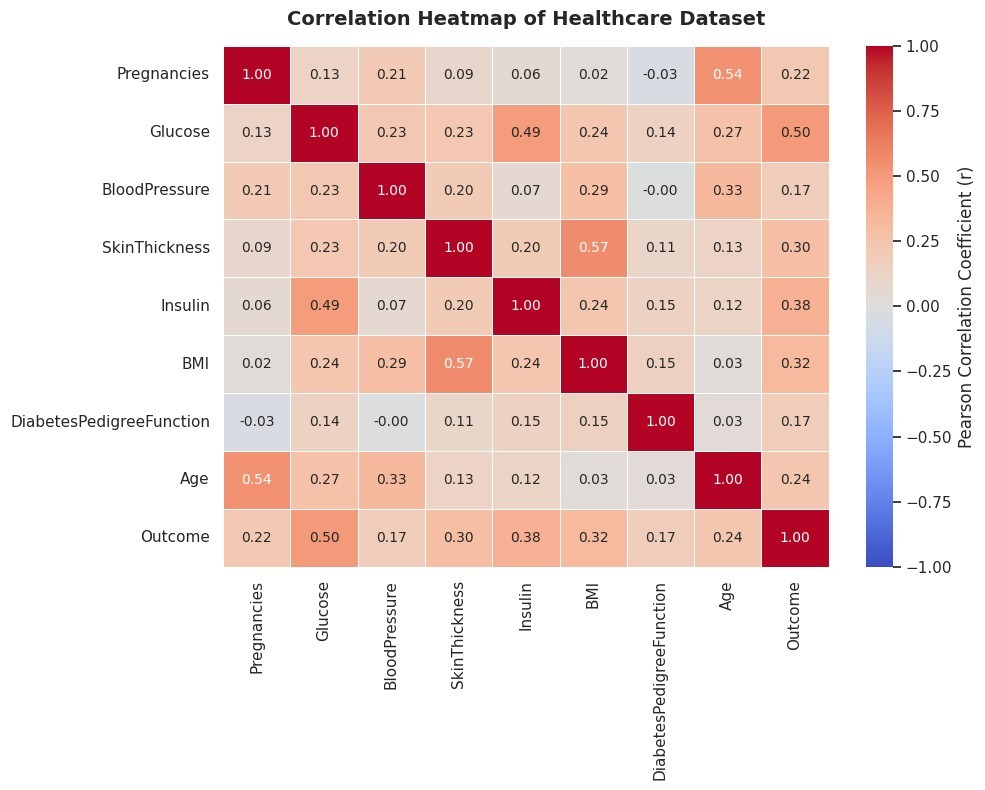 Correlation Heatmap of Healthcare Dataset
Pregnancies 1.00 0.13 0.21 0.09 0.06 0.02 -0.03 0.54 0.22
Glucose 0.13 1.00 0.23 0.23 0.49 0.24 0.14 0.27 0.50
BloodPressure 0.21 0.23 1.00 0.20 0.07 0.29 -0.00 0.33 0.17
SkinThickness 0.09 0.23 0.20 1.00 0.20 0.57 0.11 0.13 0.30
Insulin 0.06 0.49 0.07 0.20 1.00 0.24 0.15 0.12 0.38
BMI 0.02 0.24 0.29 0.57 0.24 1.00 0.15 0.03 0.32
DiabetesPedigreeFunction -0.03 0.14 -0.00 0.11 0.15 0.15 1.00 0.03 0.17
Age 0.54 0.27 0.33 0.13 0.12 0.03 0.03 1.00 0.24
Outcome 0.22 0.50 0.17 0.30 0.38 0.32 0.17 0.24 1.00
Pregnancies
Glucose
BloodPressure
SkinThickness
Insulin
BMI
DiabetesPedigreeFunction
Age
Outcome
1.00
0.75
0.50
0.25
0.00
−0.25
−0.50
−0.75
−1.00
Pearson Correlation Coefficient (r)